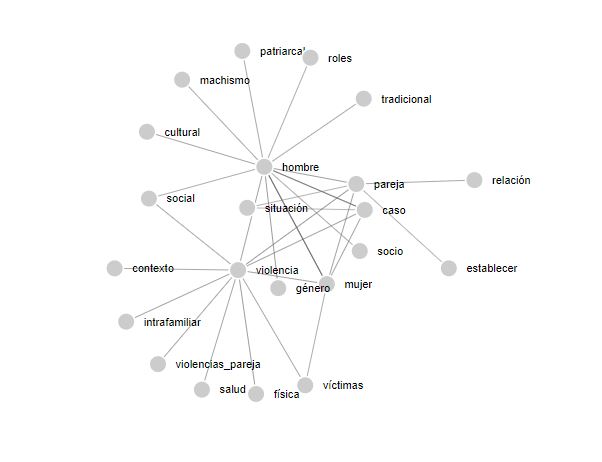 patriarcal
roles
machismo
tradicional
cultural
hombre
relación
pareja
social
situación
caso
socio
contexto
violencia
establecer
género
mujer
intrafamiliar
violencias_pareja
salud
física
víctimas